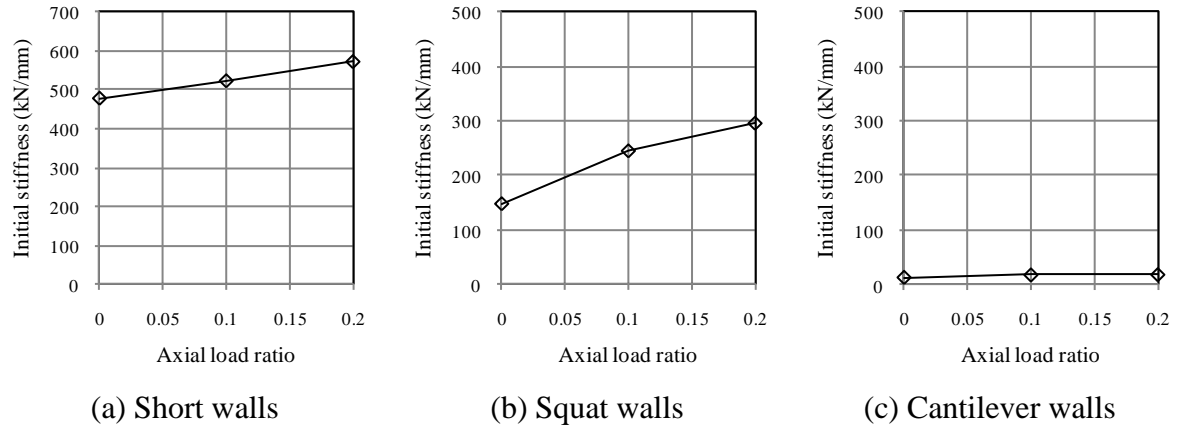 700
600
500
400
300
200
100
0
Initial stiffness (kN/mm)
0 0.05 0.1 0.15 0.2
Axial load ratio
(a) Short walls
500
400
300
200
100
0
Initial stiffness (kN/mm)
0 0.05 0.1 0.15 0.2
Axial load ratio
(b) Squat walls
500
400
300
200
100
0
Initial stiffness (kN/mm)
0 0.05 0.1 0.15 0.2
Axial load ratio
(c) Cantilever walls